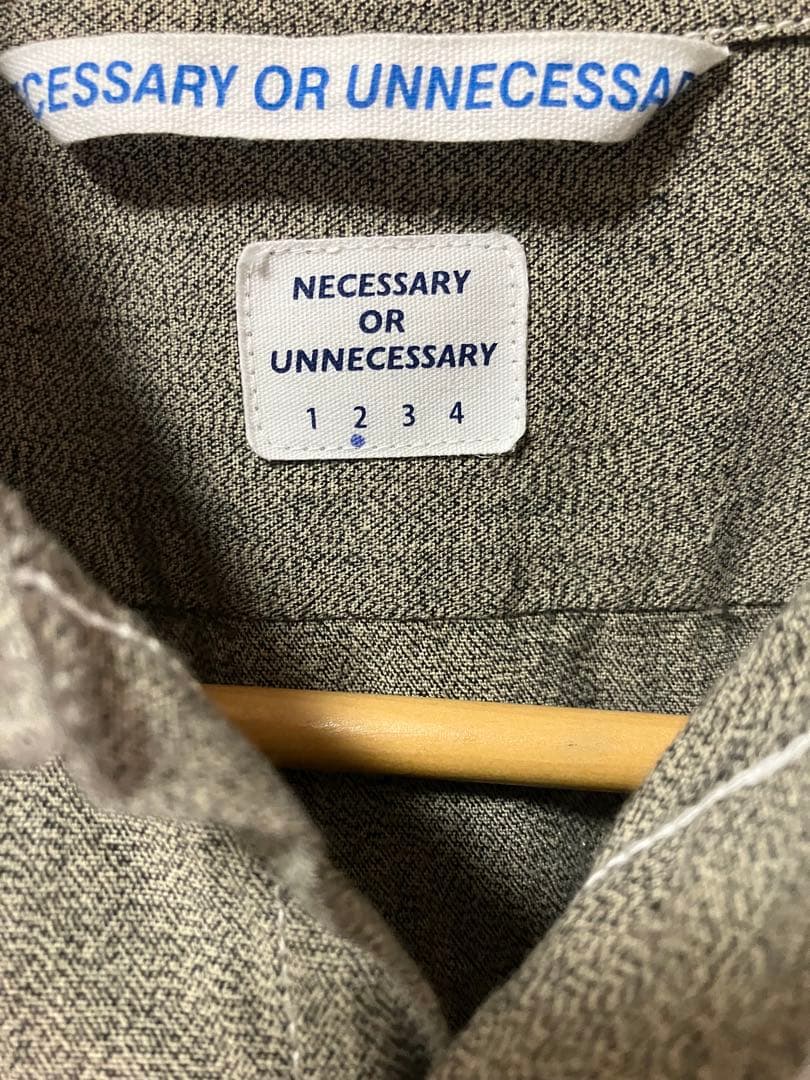 CESSARY OR UNNECESSA
NECESSARY
OR
UNNECESSARY
1 2 3 4